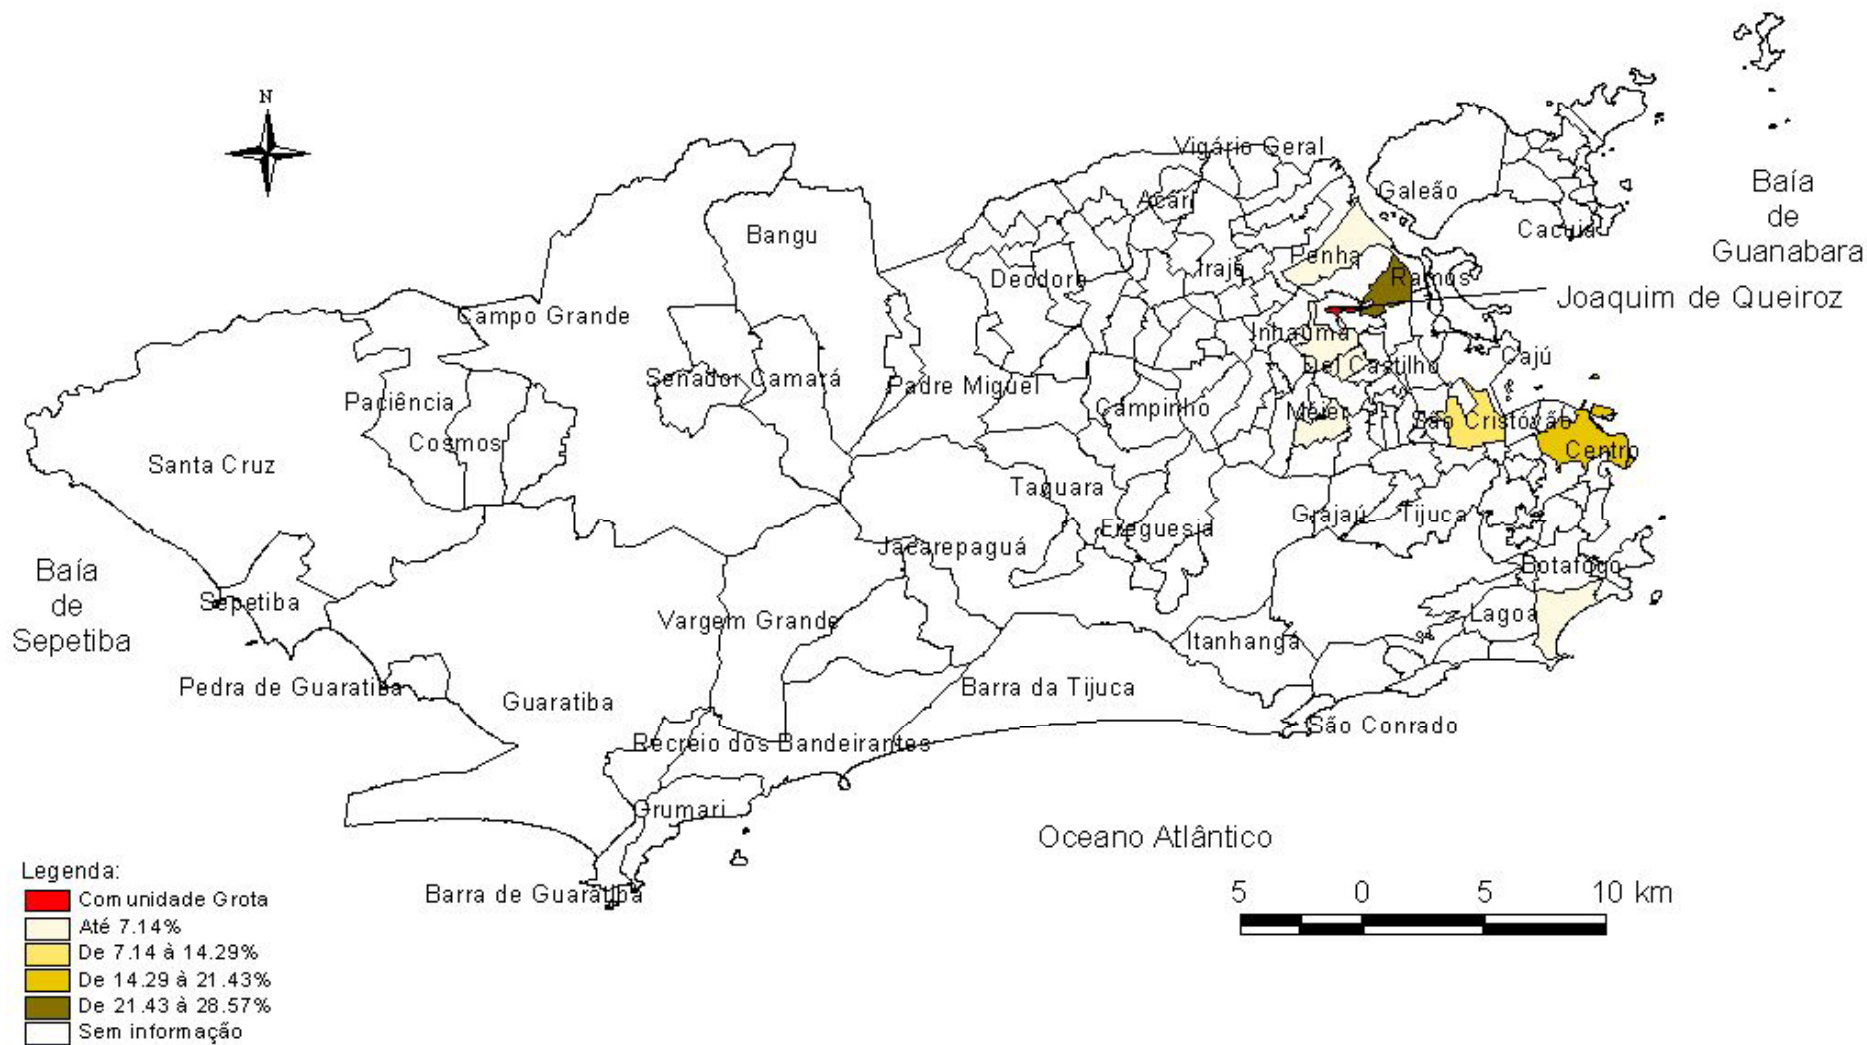 N
Vigário Geral
Galeão
Baía
de
Guanabara
Acari
Bangu
Cacuia
Penha
Irajá
Deodoro
Ramos
Joaquim de Queiroz
Campo Grande
Inhaúma
Cajú
Del Castilho
Senador Camará
Padre Miguel
Paciência
Campinho
Méier
São Cristóvão
Cosmos
Centro
Santa Cruz
Taquara
Grajaú
Tijuca
Freguesia
Jacarepaguá
Botafogo
Baía
de
Sepetiba
Sepetiba
Vargem Grande
Lagoa
Itanhangá
Pedra de Guaratiba
Guaratiba
Barra da Tijuca
São Conrado
Recreio dos Bandeirantes
Grumari
Oceano Atlântico
Barra de Guaratiba
5 0 5 10 km
Legenda:
Comunidade Grota
Até 7.14%
De 7.14 à 14.29%
De 14.29 à 21.43%
De 21.43 à 28.57%
Sem informação